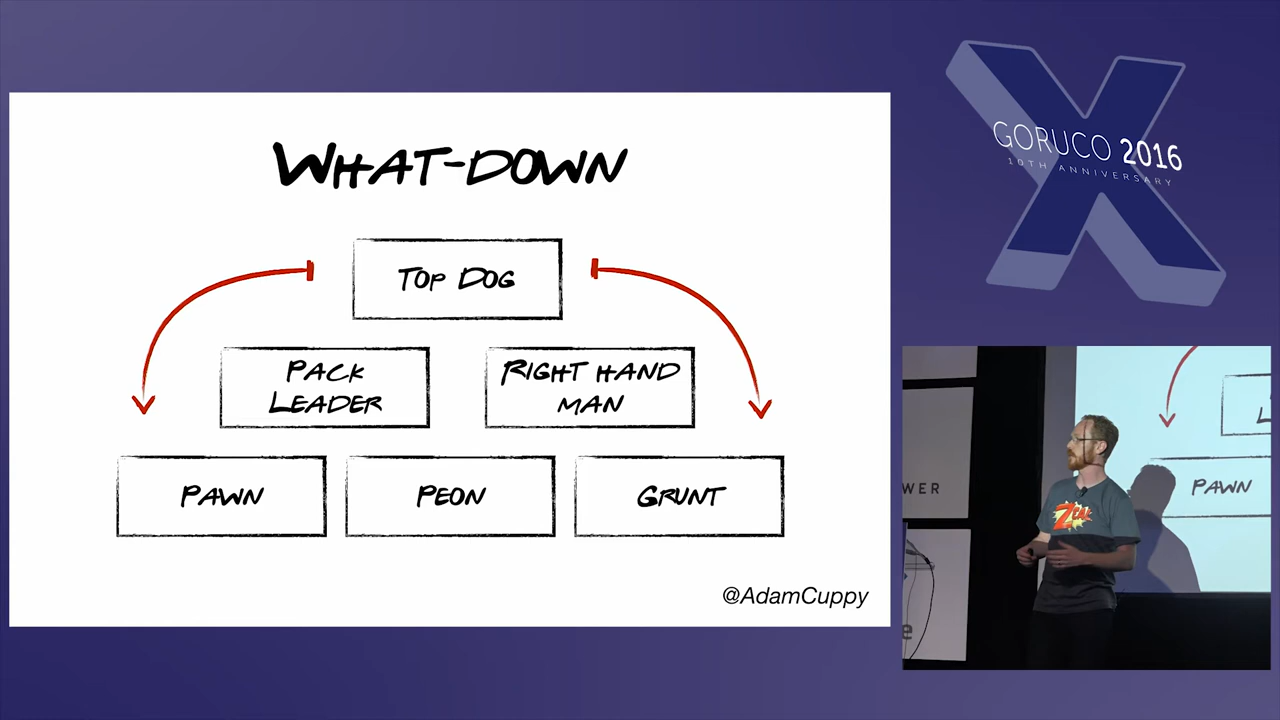 WHAT-DOWN
TOP DOG
PACK
LEADER
RIGHT HAND
MAN
PAWN
PEON
GRUNT
@AdamCuppy
GORUCO 2016
10TH ANNIVERSARY
WER
ZEAL
PAWN
e